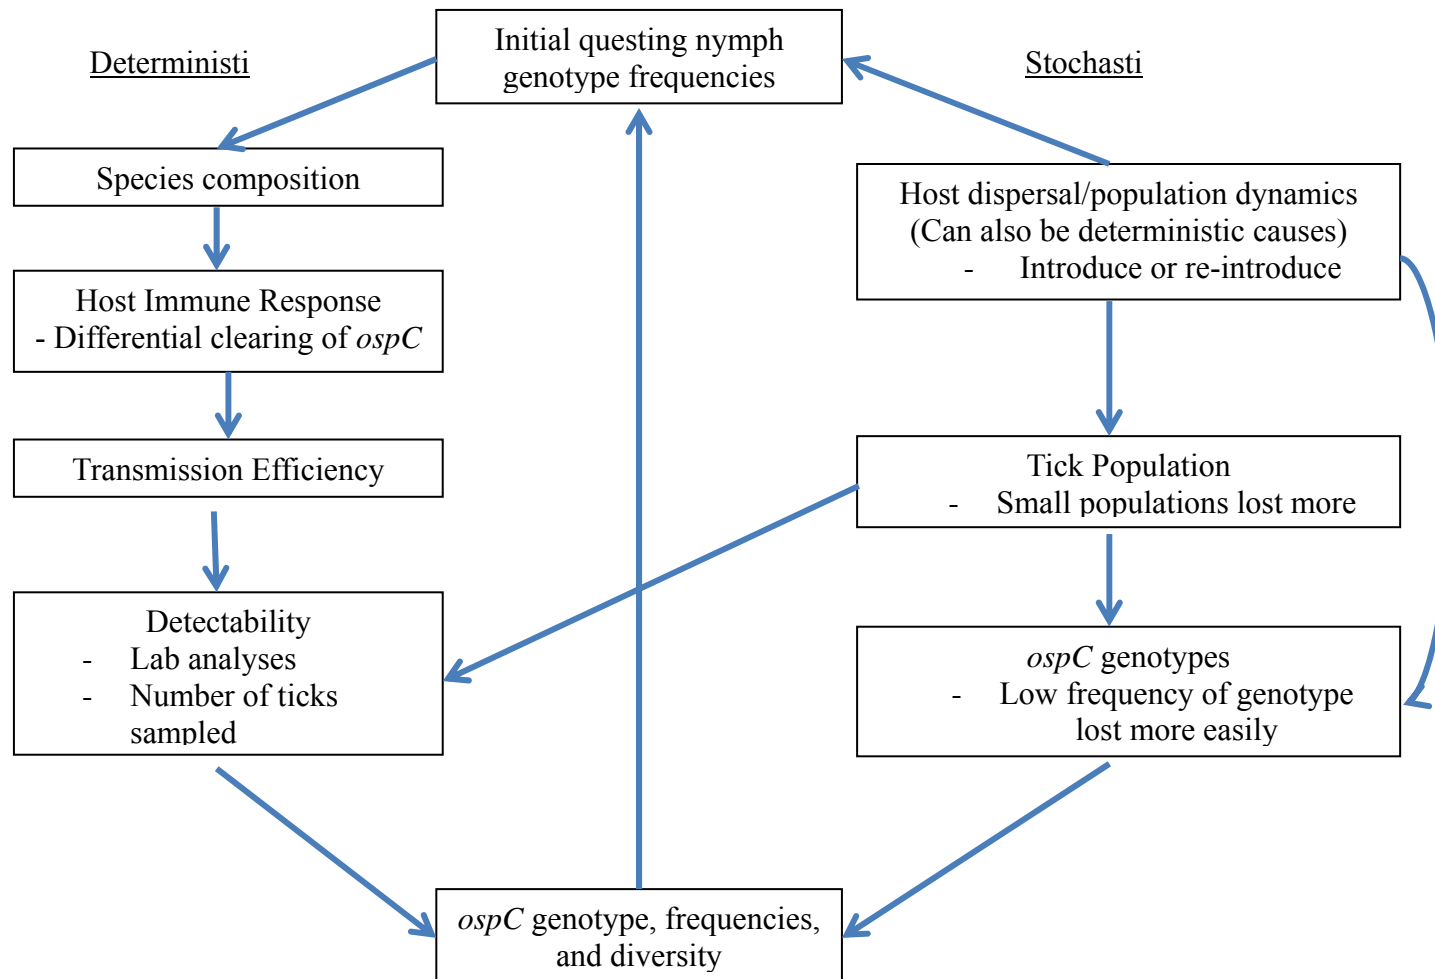 Initial questing nymph
genotype frequencies
Deterministi
Stochasti
Species composition
Host Immune Response
- Differential clearing of ospC
Transmission Efficiency
Detectability
- Lab analyses
- Number of ticks
sampled
Host dispersal/population dynamics
(Can also be deterministic causes)
- Introduce or re-introduce
Tick Population
- Small populations lost more
ospC genotypes
- Low frequency of genotype
lost more easily
ospC genotype, frequencies,
and diversity